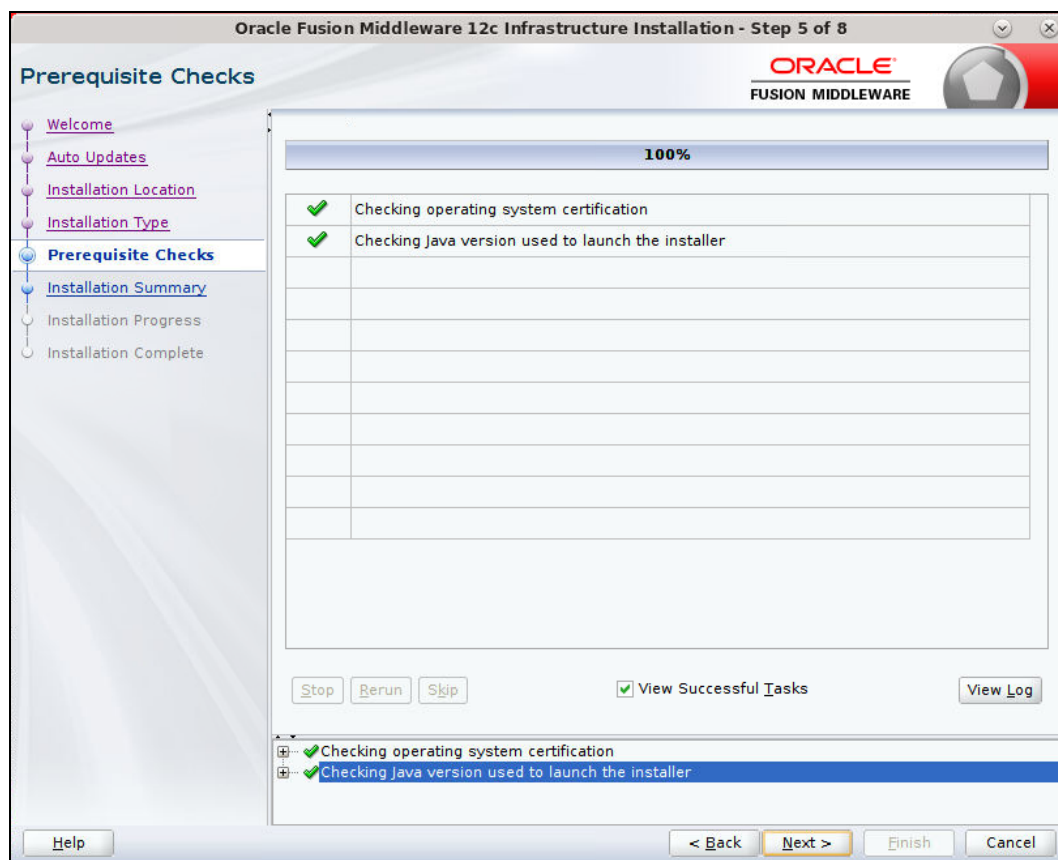 Oracle Fusion Middleware 12c Infrastructure Installation - Step 5 of 8
Prerequisite Checks
ORACLE
FUSION MIDDLEWARE
Welcome
Auto Updates
Installation Location
Installation Type
Prerequisite Checks
Installation Summary
Installation Progress
Installation Complete
100%
Checking operating system certification
Checking Java version used to launch the installer
Stop Rerun Skip View Successful Tasks View Log
Checking operating system certification
Checking Java version used to launch the installer
Help < Back Next > Finish Cancel